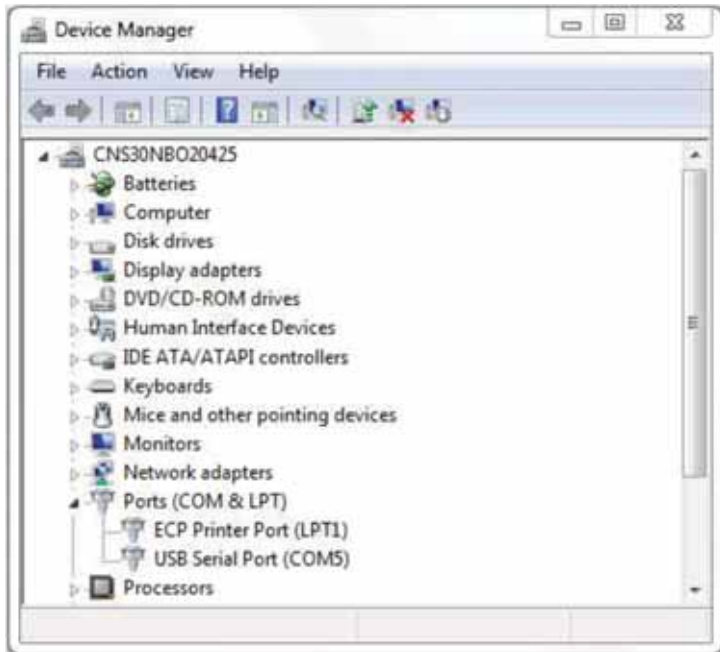 Device Manager
File Action View Help
CNS30NBO20425
Batteries
Computer
Disk drives
Display adapters
DVD/CD-ROM drives
Human Interface Devices
IDE ATA/ATAPI controllers
Keyboards
Mice and other pointing devices
Monitors
Network adapters
Ports (COM & LPT)
ECP Printer Port (LPT1)
USB Serial Port (COM5)
Processors